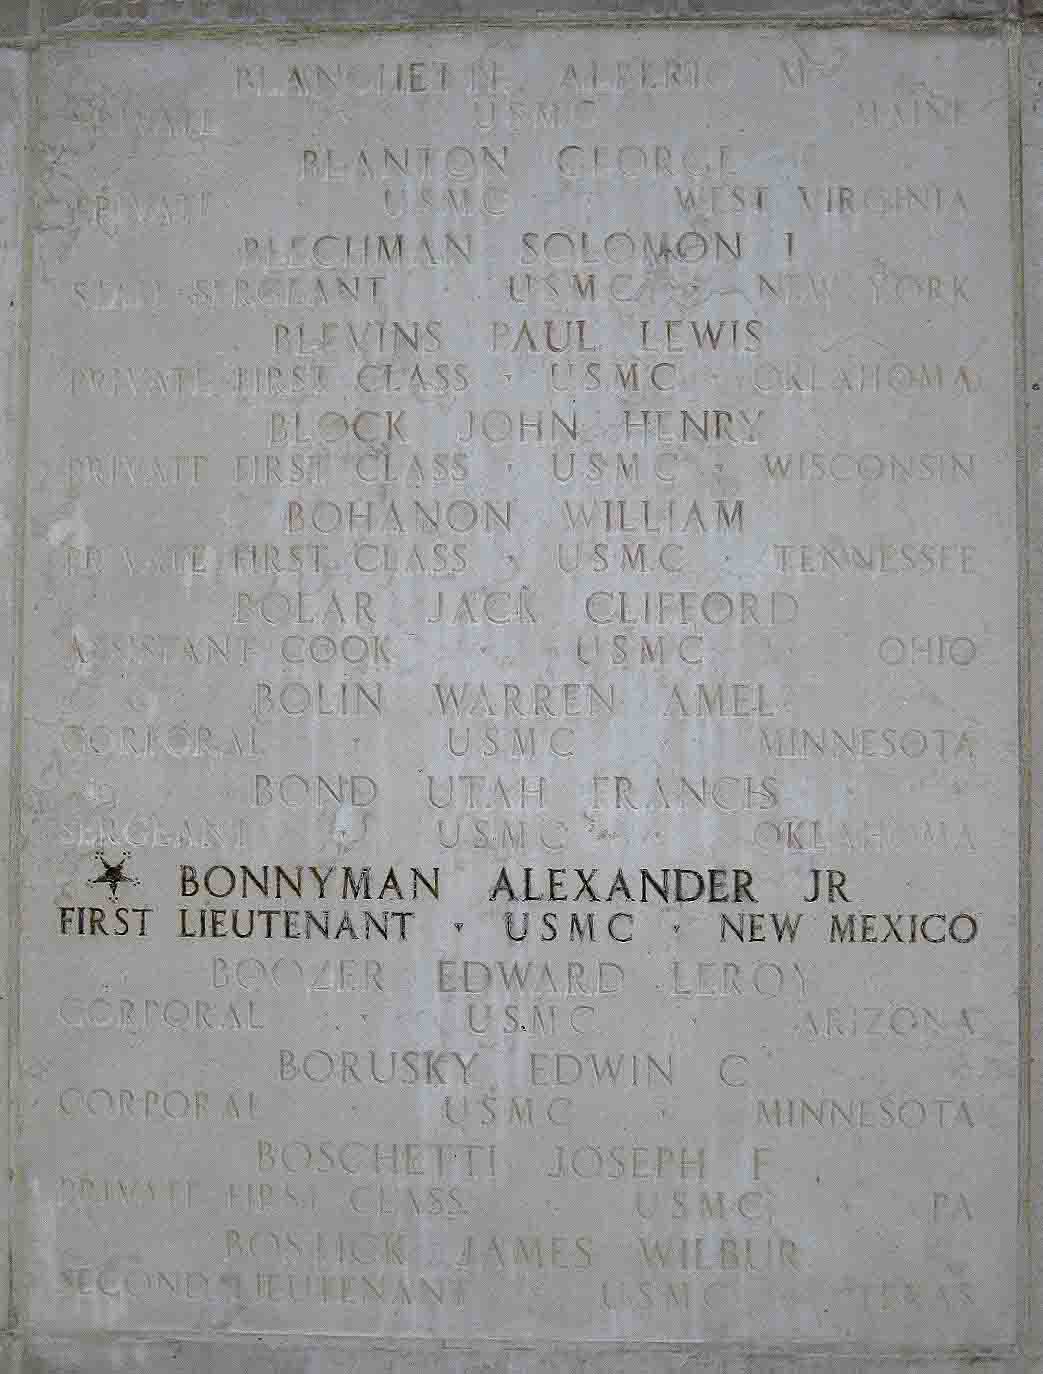 BLANCHETTE ALBERIC M
PRIVATE USMC MAINE
BLANTON GEORGE
PRIVATE USMC WEST VIRGINIA
BLECHMAN SOLOMON I
SERGEANT · USMC · NEW YORK
BLEVINS PAUL LEWIS
PRIVATE FIRST CLASS · USMC · OKLAHOMA
BLOCK JOHN HENRY
PRIVATE FIRST CLASS · USMC · WISCONSIN
BOHANON WILLIAM
PRIVATE FIRST CLASS · USMC · TENNESSEE
BOLAR JACK CLIFFORD
ASSISTANT COOK · USMC · OHIO
BOLIN WARREN AMEL
CORPORAL · USMC · MINNESOTA
BOND UTAH FRANCIS
SERGEANT · USMC · OKLAHOMA
BONNYMAN ALEXANDER JR
FIRST LIEUTENANT · USMC · NEW MEXICO
BOOZER EDWARD LEROY
CORPORAL · USMC · ARIZONA
BORUSKY EDWIN C
CORPORAL · USMC · MINNESOTA
BOSCHETTI JOSEPH F
PRIVATE FIRST CLASS · USMC · PA
BOSTICK JAMES WILBUR
SECOND LIEUTENANT · USMC · TEXAS